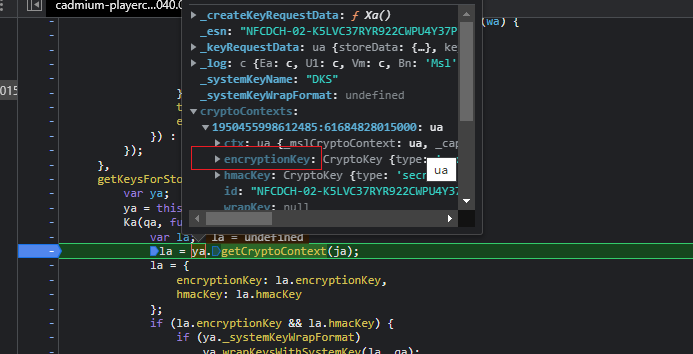 cadmium-playerc...040.0
(wa) {
_createKeyRequestData: ƒ Xa()
_esn: "NFCDCH-02-K5LVC37RYR922CWPU4Y37P
_keyRequestData: ua {storeData: {…}, ke
_log: c {Ea: c, U1: c, Vm: c, Bn: 'Msl'
_systemKeyName: "DKS"
_systemKeyWrapFormat: undefined
cryptoContexts:
1950455998612485:61684828015000: ua
ctx: ua {_mslCryptoContext: ua, _cap
encryptionKey: CryptoKey {type:
ua
hmacKey: CryptoKey {type: 'secr
id: "NFCDCH-02-K5LVC37RYR922CWPU4Y37
wrapKey: null
015
}
t
e
}) :
});
},
getKeysForSto
var ya;
ya = this
Ka(qa, fu
var la; la = undefined
la = ya.getCryptoContext(ja);
la = {
encryptionKey: la.encryptionKey,
hmacKey: la.hmacKey
};
if (la.encryptionKey && la.hmacKey) {
if (ya._systemKeyWrapFormat)
ya.wrapKeysWithSystemKey(la, qa);